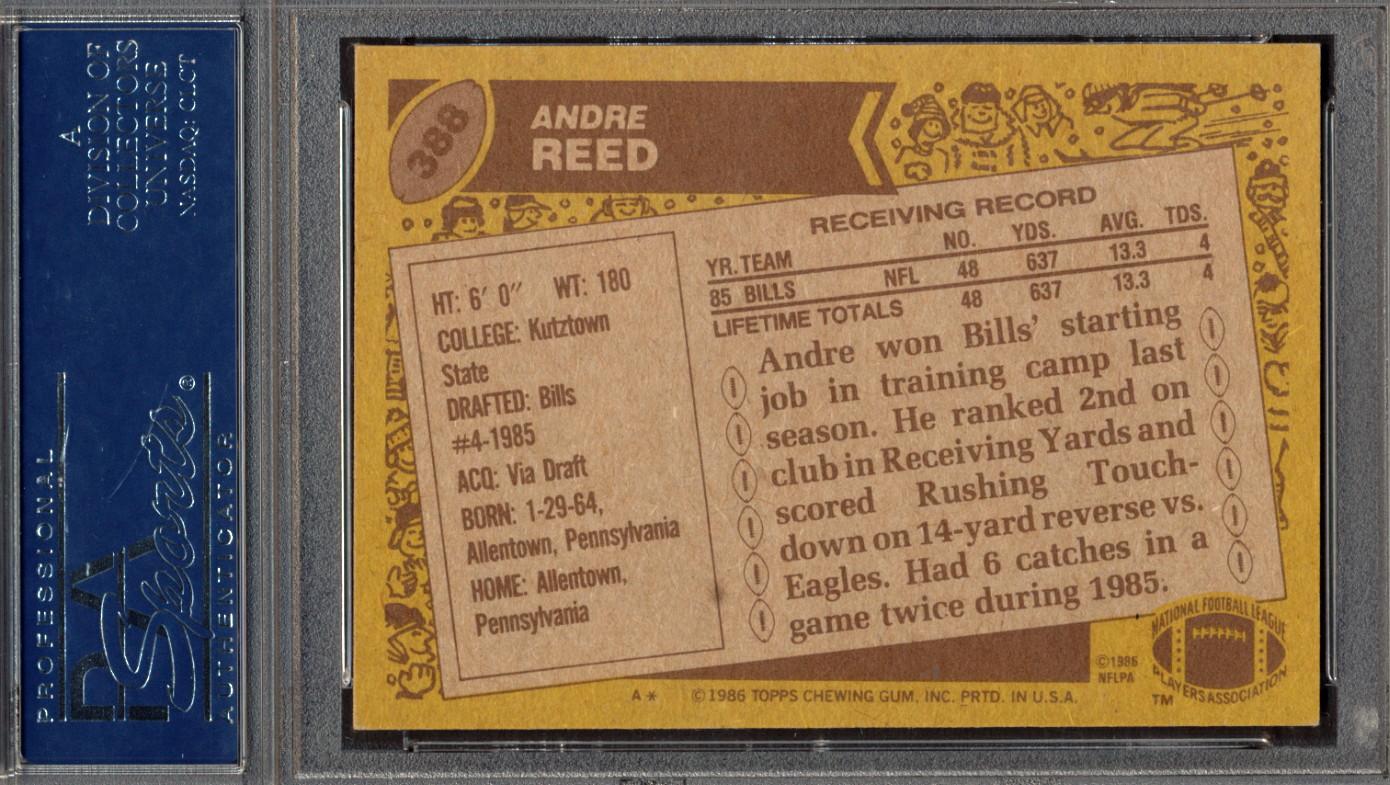 A
DIVISION OF
COLLECTORS
UNIVERSE
NASDAQ: CLCT
PROFESSIONAL
PSA
Sports®
AUTHENTICATOR
388
ANDRE
REED
HT: 6′ 0″ WT: 180
COLLEGE: Kutztown
State
DRAFTED: Bills
#4-1985
ACQ: Via Draft
BORN: 1-29-64,
Allentown, Pennsylvania
HOME: Allentown,
Pennsylvania
RECEIVING RECORD
YR. TEAM NO. YDS. AVG. TDS.
85 BILLS NFL 48 637 13.3 4
LIFETIME TOTALS 48 637 13.3 4
Andre won Bills' starting
job in training camp last
season. He ranked 2nd on
club in Receiving Yards and
scored Rushing Touch-
down on 14-yard reverse vs.
Eagles. Had 6 catches in a
game twice during 1985.
©1986
NFLPA
NATIONAL FOOTBALL LEAGUE
PLAYERS ASSOCIATION
TM
A* ©1986 TOPPS CHEWING GUM, INC. PRTD. IN U.S.A.